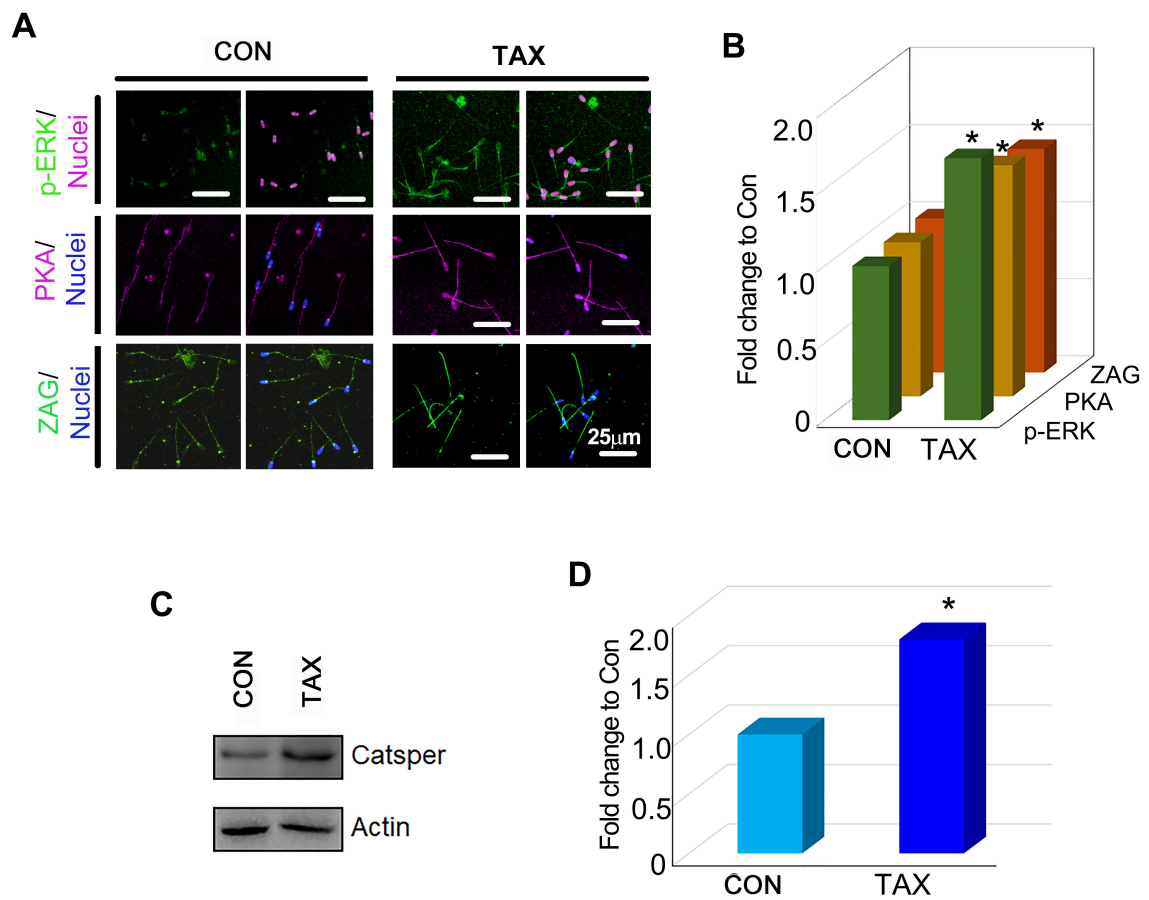 A
CON
TAX
p-ERK/
Nuclei
PKA/
Nuclei
ZAG/
Nuclei
25µm
B
Fold change to Con
2.0
1.5
1.0
0.5
0
*
*
*
CON
TAX
ZAG
PKA
p-ERK
C
CON
TAX
Catsper
Actin
D
Fold change to Con
2.0
1.5
1.0
0.5
0
*
CON
TAX